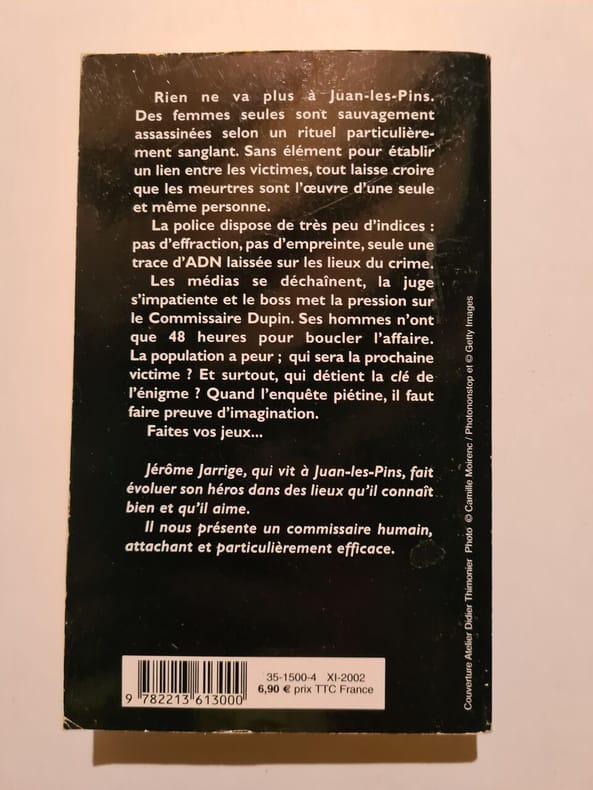 Rien ne va plus à Juan-les-Pins.
Des femmes seules sont sauvagement
assassinées selon un rituel particulière-
ment sanglant. Sans élément pour établir
un lien entre les victimes, tout laisse croire
que les meurtres sont l'œuvre d'une seule
et même personne.
La police dispose de très peu d'indices :
pas d'effraction, pas d'empreinte, seule une
trace d'ADN laissée sur les lieux du crime.
Les médias se déchaînent, la juge
s'impatiente et le boss met la pression sur
le Commissaire Dupin. Ses hommes n'ont
que 48 heures pour boucler l'affaire.
La population a peur ; qui sera la prochaine
victime ? Et surtout, qui détient la clé de
l'énigme ? Quand l'enquête piétine, il faut
faire preuve d'imagination.
Faites vos jeux...
Jérôme Jarrige, qui vit à Juan-les-Pins, fait
évoluer son héros dans des lieux qu'il connaît
bien et qu'il aime.
Il nous présente un commissaire humain,
attachant et particulièrement efficace.
Couverture Atelier Didier Thimonier Photo © Camille Moirenc / Photononstop et © Getty Images
35-1500-4 XI-2002
6,90 € prix TTC France
9 782213 613000